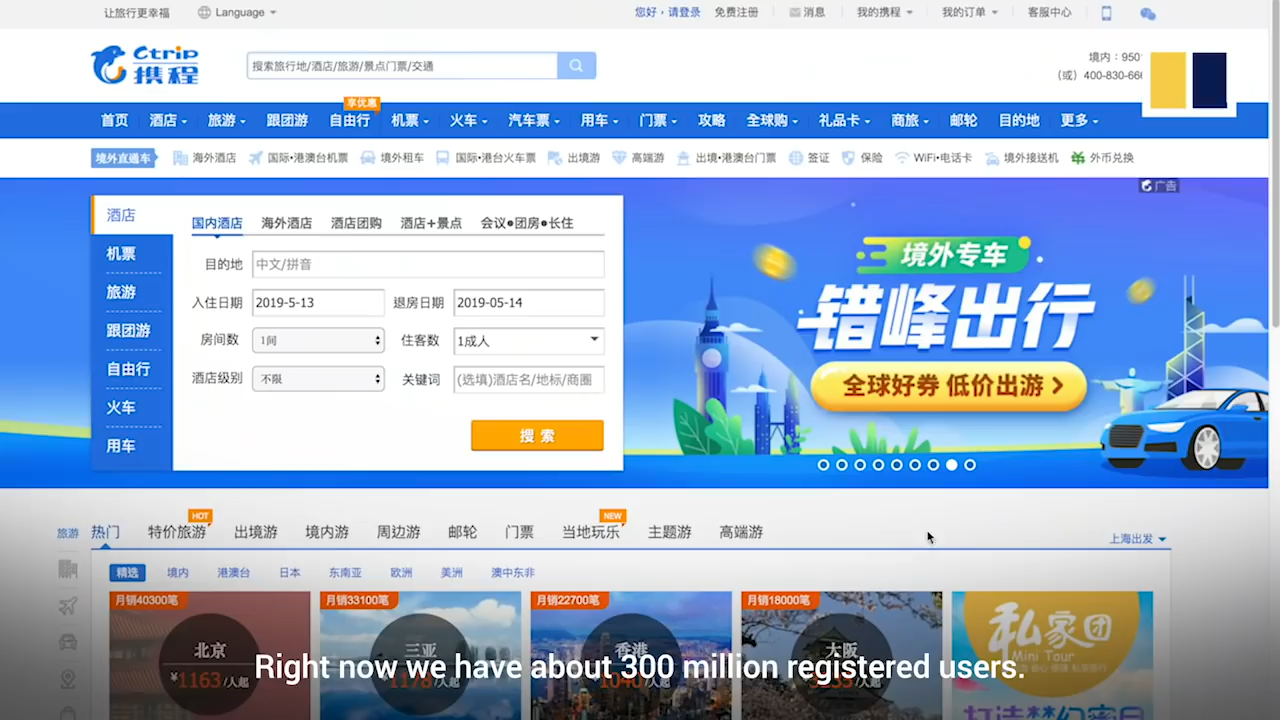 让旅行更幸福 Language 您好，请登录 免费注册 消息 我的携程 我的订单 客服中心
Ctrip
携程
搜索旅行地/酒店/旅游/景点门票/交通
境内：950
（或）400-830-66
享优惠
首页 酒店 旅游 跟团游 自由行 机票 火车 汽车票 用车 门票 攻略 全球购 礼品卡 商旅 邮轮 目的地 更多
境外直通车 海外酒店 国际•港澳台机票 境外租车 国际•港台火车票 出境游 高端游 出境•港澳台门票 签证 保险 WiFi•电话卡 境外接送机 外币兑换
广告
酒店
机票
旅游
跟团游
自由行
火车
用车
国内酒店 海外酒店 酒店团购 酒店+景点 会议•团房•长住
目的地 中文/拼音
入住日期 2019-5-13 退房日期 2019-05-14
房间数 1间 住客数 1成人
酒店级别 不限 关键词 (选填)酒店名/地标/商圈
搜 索
境外专车
错峰出行
全球好券 低价出游
HOT NEW
旅游 热门 特价旅游 出境游 境内游 周边游 邮轮 门票 当地玩乐 主题游 高端游 上海出发
精选 境内 港澳台 日本 东南亚 欧洲 美洲 澳中东非
月销40300笔 月销33100笔 月销22700笔 月销18000笔
北京 三亚 香港 大阪
¥1163/人起
私家团
Mini Tour
Right now we have about 300 million registered users.